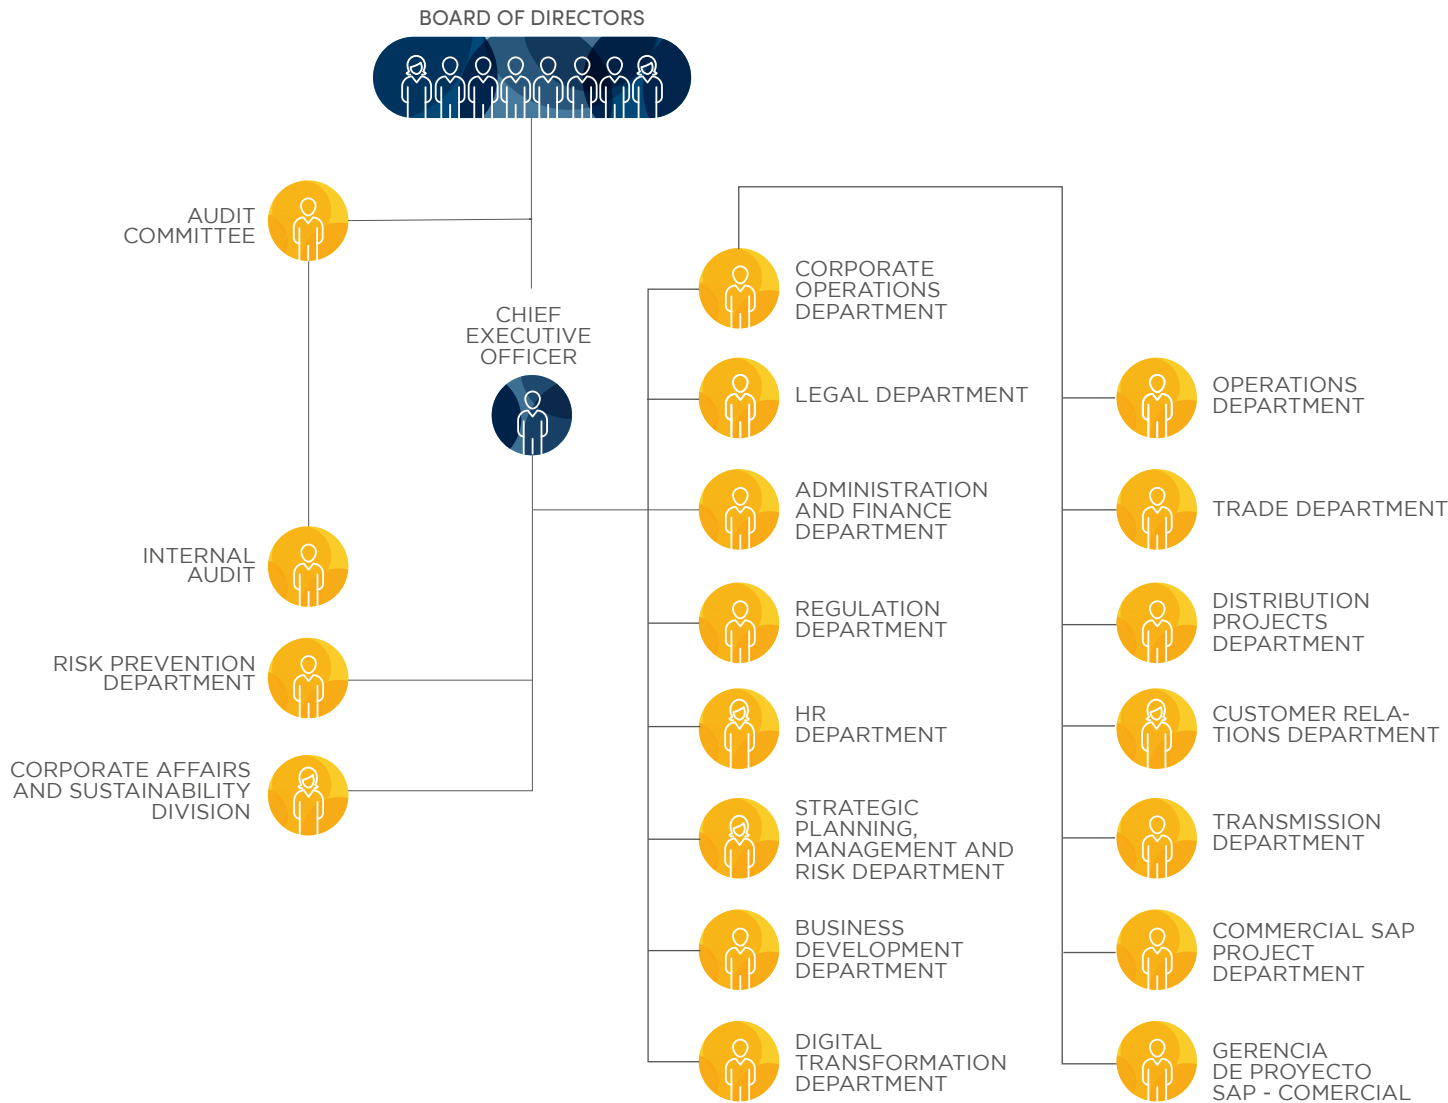 BOARD OF DIRECTORS
AUDIT
COMMITTEE
CHIEF
EXECUTIVE
OFFICER
INTERNAL
AUDIT
RISK PREVENTION
DEPARTMENT
CORPORATE AFFAIRS
AND SUSTAINABILITY
DIVISION
CORPORATE
OPERATIONS
DEPARTMENT
LEGAL DEPARTMENT
ADMINISTRATION
AND FINANCE
DEPARTMENT
REGULATION
DEPARTMENT
HR
DEPARTMENT
STRATEGIC
PLANNING,
MANAGEMENT AND
RISK DEPARTMENT
BUSINESS
DEVELOPMENT
DEPARTMENT
DIGITAL
TRANSFORMATION
DEPARTMENT
OPERATIONS
DEPARTMENT
TRADE DEPARTMENT
DISTRIBUTION
PROJECTS
DEPARTMENT
CUSTOMER RELA-
TIONS DEPARTMENT
TRANSMISSION
DEPARTMENT
COMMERCIAL SAP
PROJECT
DEPARTMENT
GERENCIA
DE PROYECTO
SAP - COMERCIAL